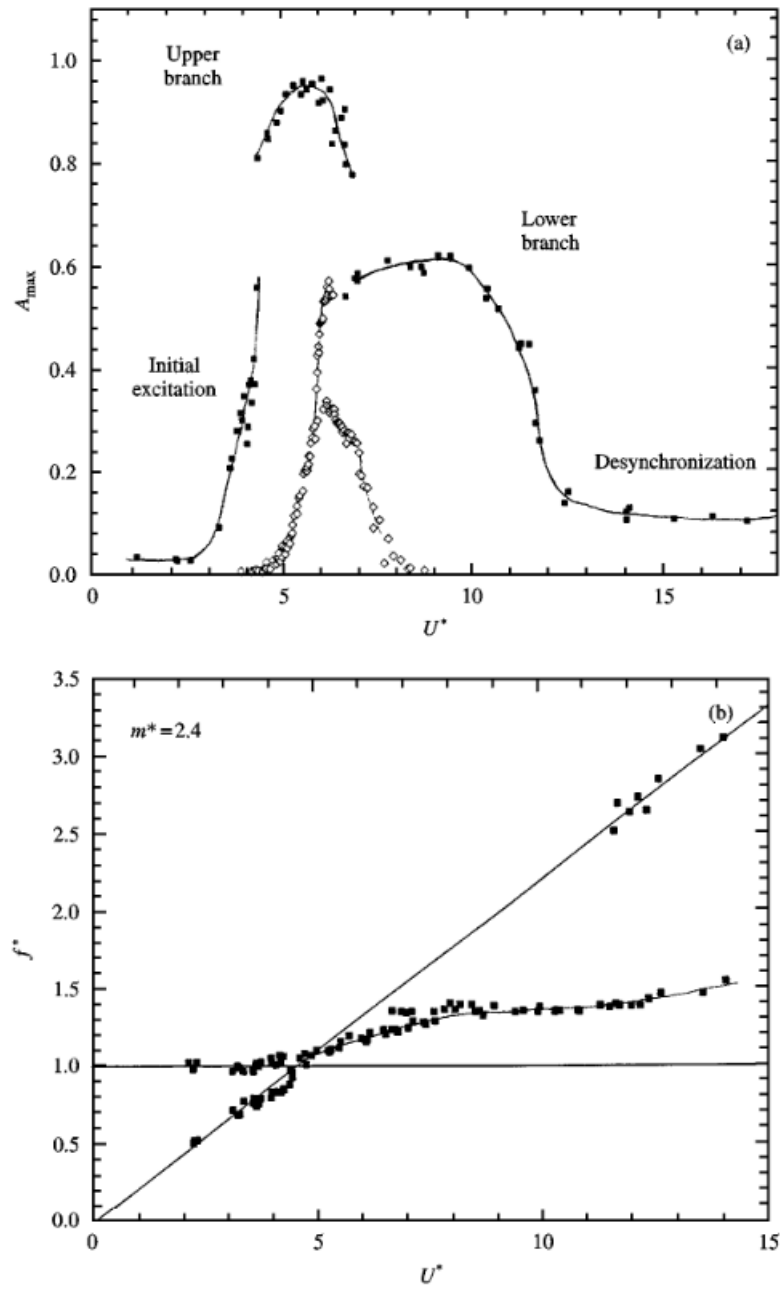 (a)
Upper
branch
Lower
branch
Initial
excitation
Desynchronization
A_max
1.0
0.8
0.6
0.4
0.2
0.0
0 5 10 15
U*
(b)
m* = 2.4
f*
3.5
3.0
2.5
2.0
1.5
1.0
0.5
0.0
0 5 10 15
U*